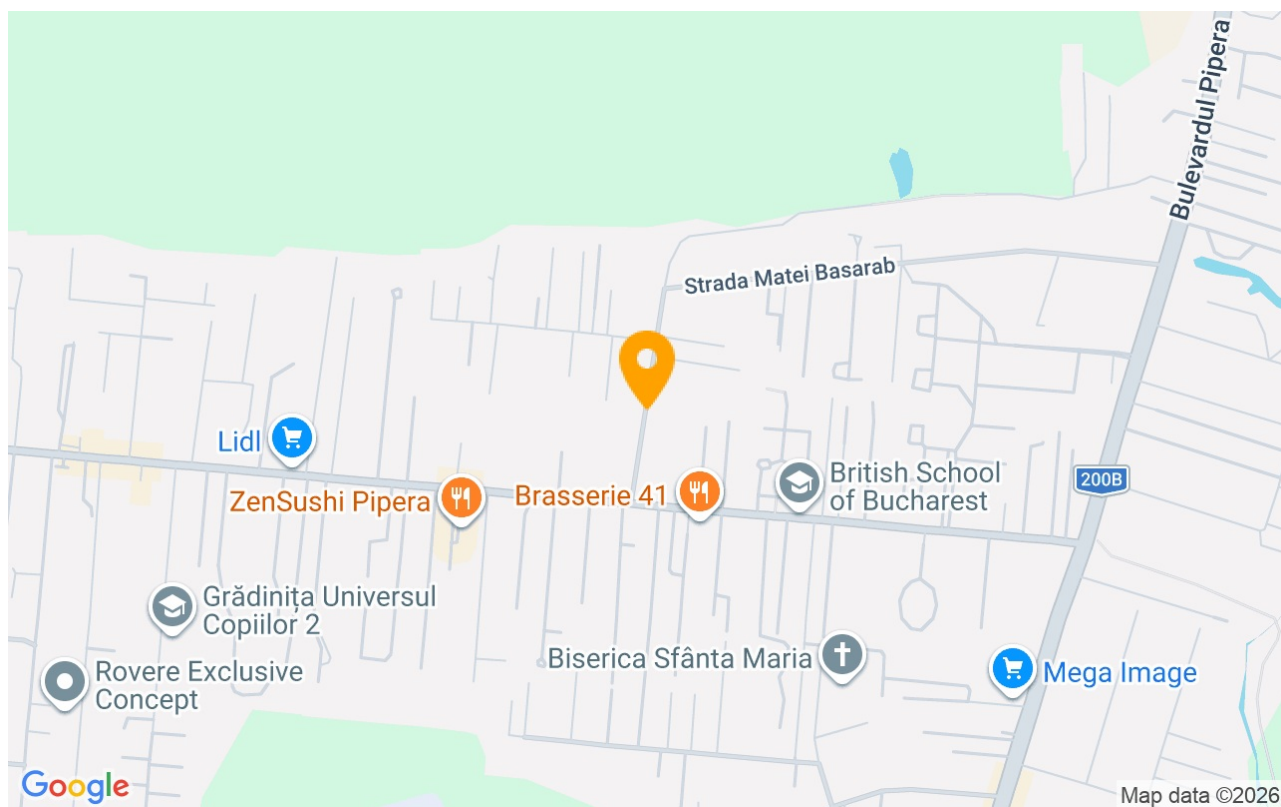 Bulevardul Pipera
Strada Matei Basarab
Lidl
ZenSushi Pipera
Brasserie 41
British School
of Bucharest
200B
Grădinița Universul
Copiilor 2
Biserica Sfânta Maria
Rovere Exclusive
Concept
Mega Image
Google
Map data ©2026